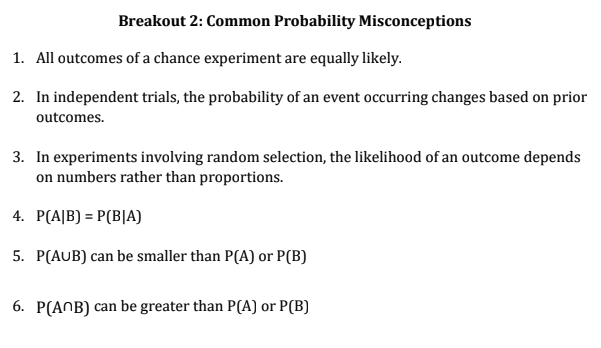 Breakout 2: Common Probability Misconceptions
1. All outcomes of a chance experiment are equally likely.
2. In independent trials, the probability of an event occurring changes based on prior
outcomes.
3. In experiments involving random selection, the likelihood of an outcome depends
on numbers rather than proportions.
4. P(A|B) = P(B|A)
5. P(A∪B) can be smaller than P(A) or P(B)
6. P(A∩B) can be greater than P(A) or P(B)